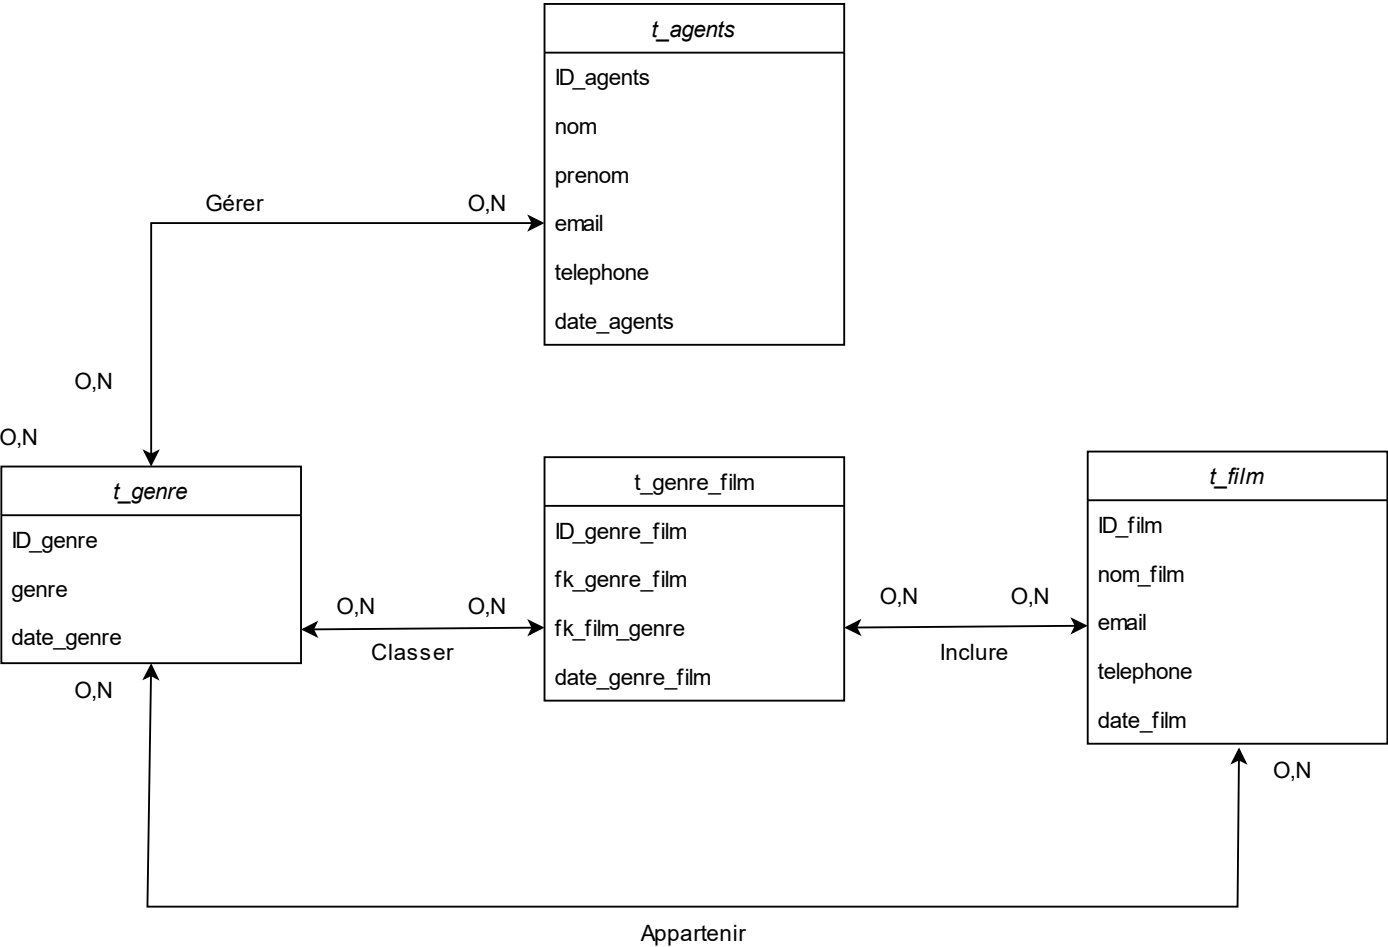 t_agents
ID_agents
nom
prenom
email
telephone
date_agents
Gérer
O,N
O,N
O,N
t_genre
ID_genre
genre
date_genre
O,N
O,N
Classer
t_genre_film
ID_genre_film
fk_genre_film
fk_film_genre
date_genre_film
O,N
O,N
Inclure
t_film
ID_film
nom_film
email
telephone
date_film
O,N
O,N
Appartenir